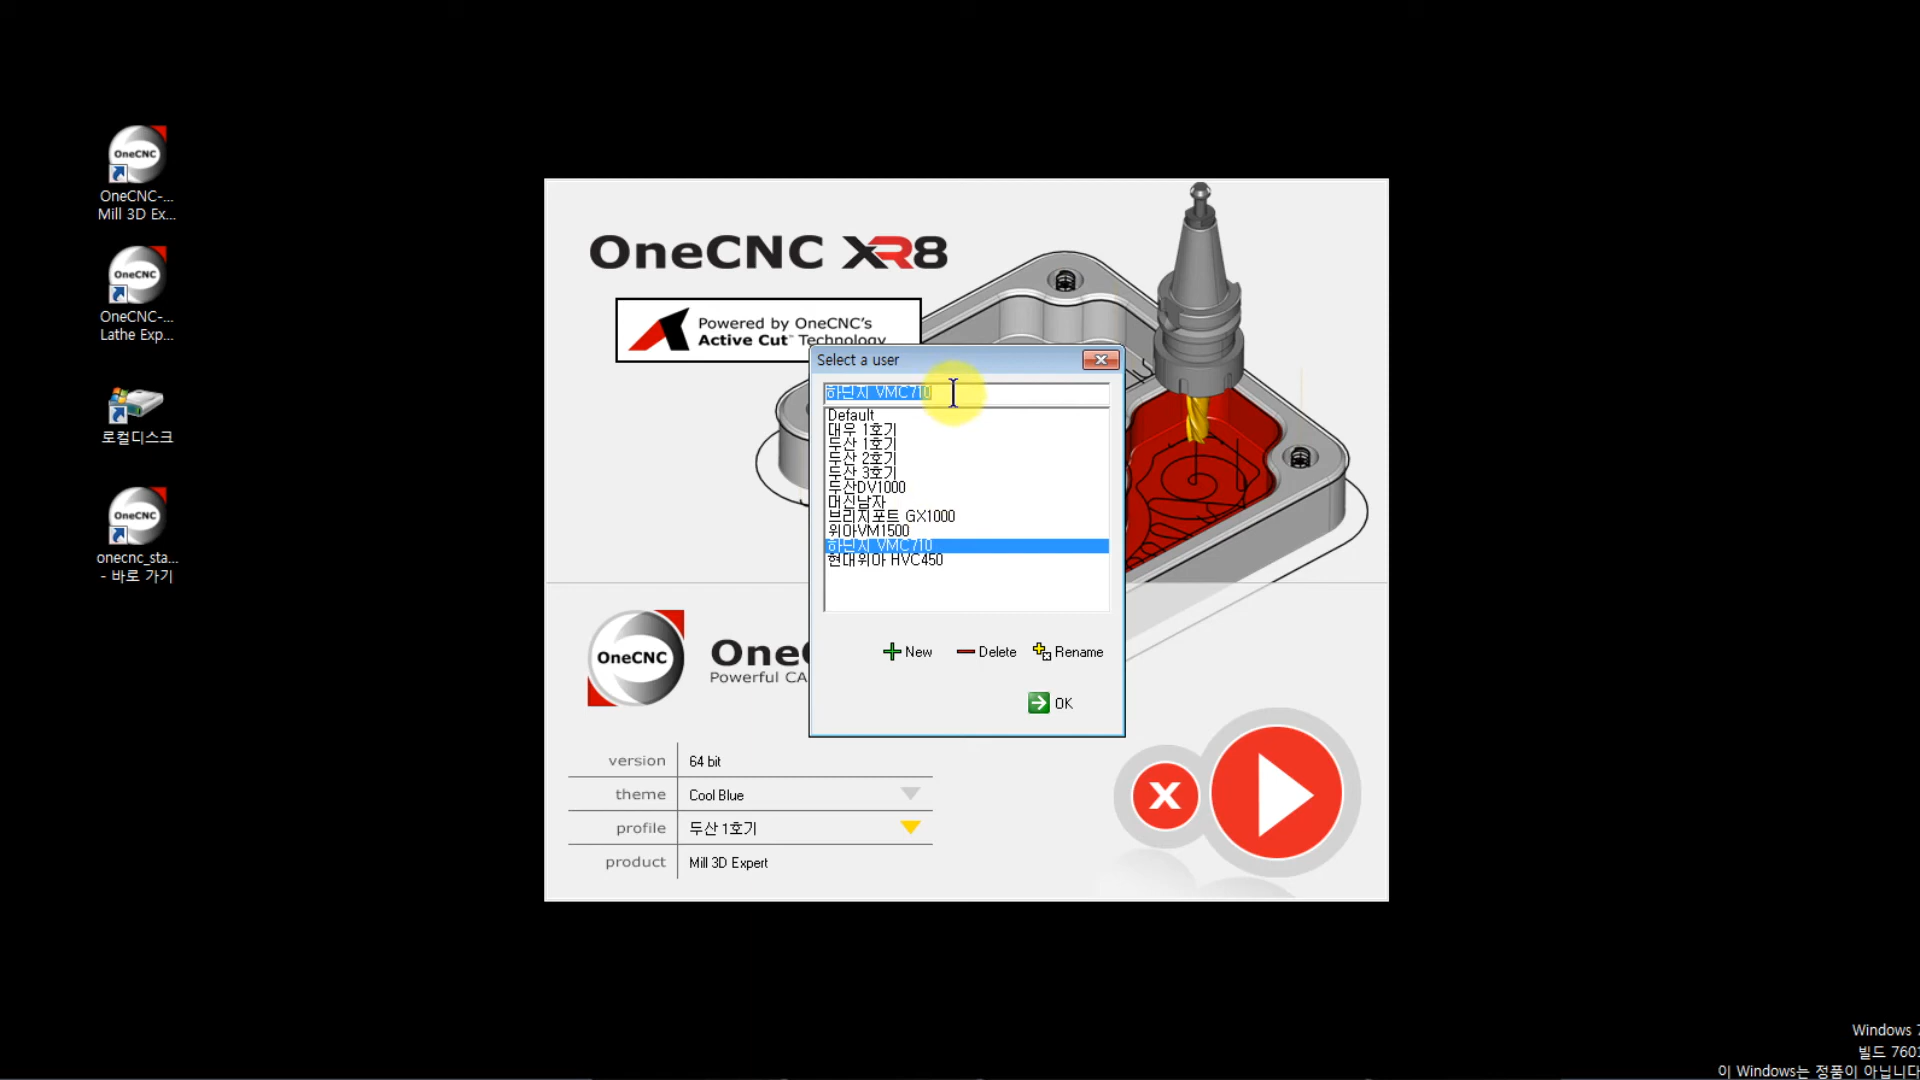 OneCNC
OneCNC-...
Mill 3D Ex...
OneCNC
OneCNC-...
Lathe Exp...
로컬디스크
OneCNC
onecnc_sta...
- 바로 가기
OneCNC XR8
Powered by OneCNC's
Active Cut™ Technology
Select a user
하딘지 VMC710
Default
대우 1호기
두산 1호기
두산 2호기
두산 3호기
두산DV1000
머신남자
브리지포트 GX1000
위아VM1500
하딘지 VMC710
현대위아 HVC450
New
Delete
Rename
OK
OneCNC
One
Powerful CA
version 64 bit
theme Cool Blue
profile 두산 1호기
product Mill 3D Expert
X
Windows 7
빌드 7601
이 Windows는 정품이 아닙니다